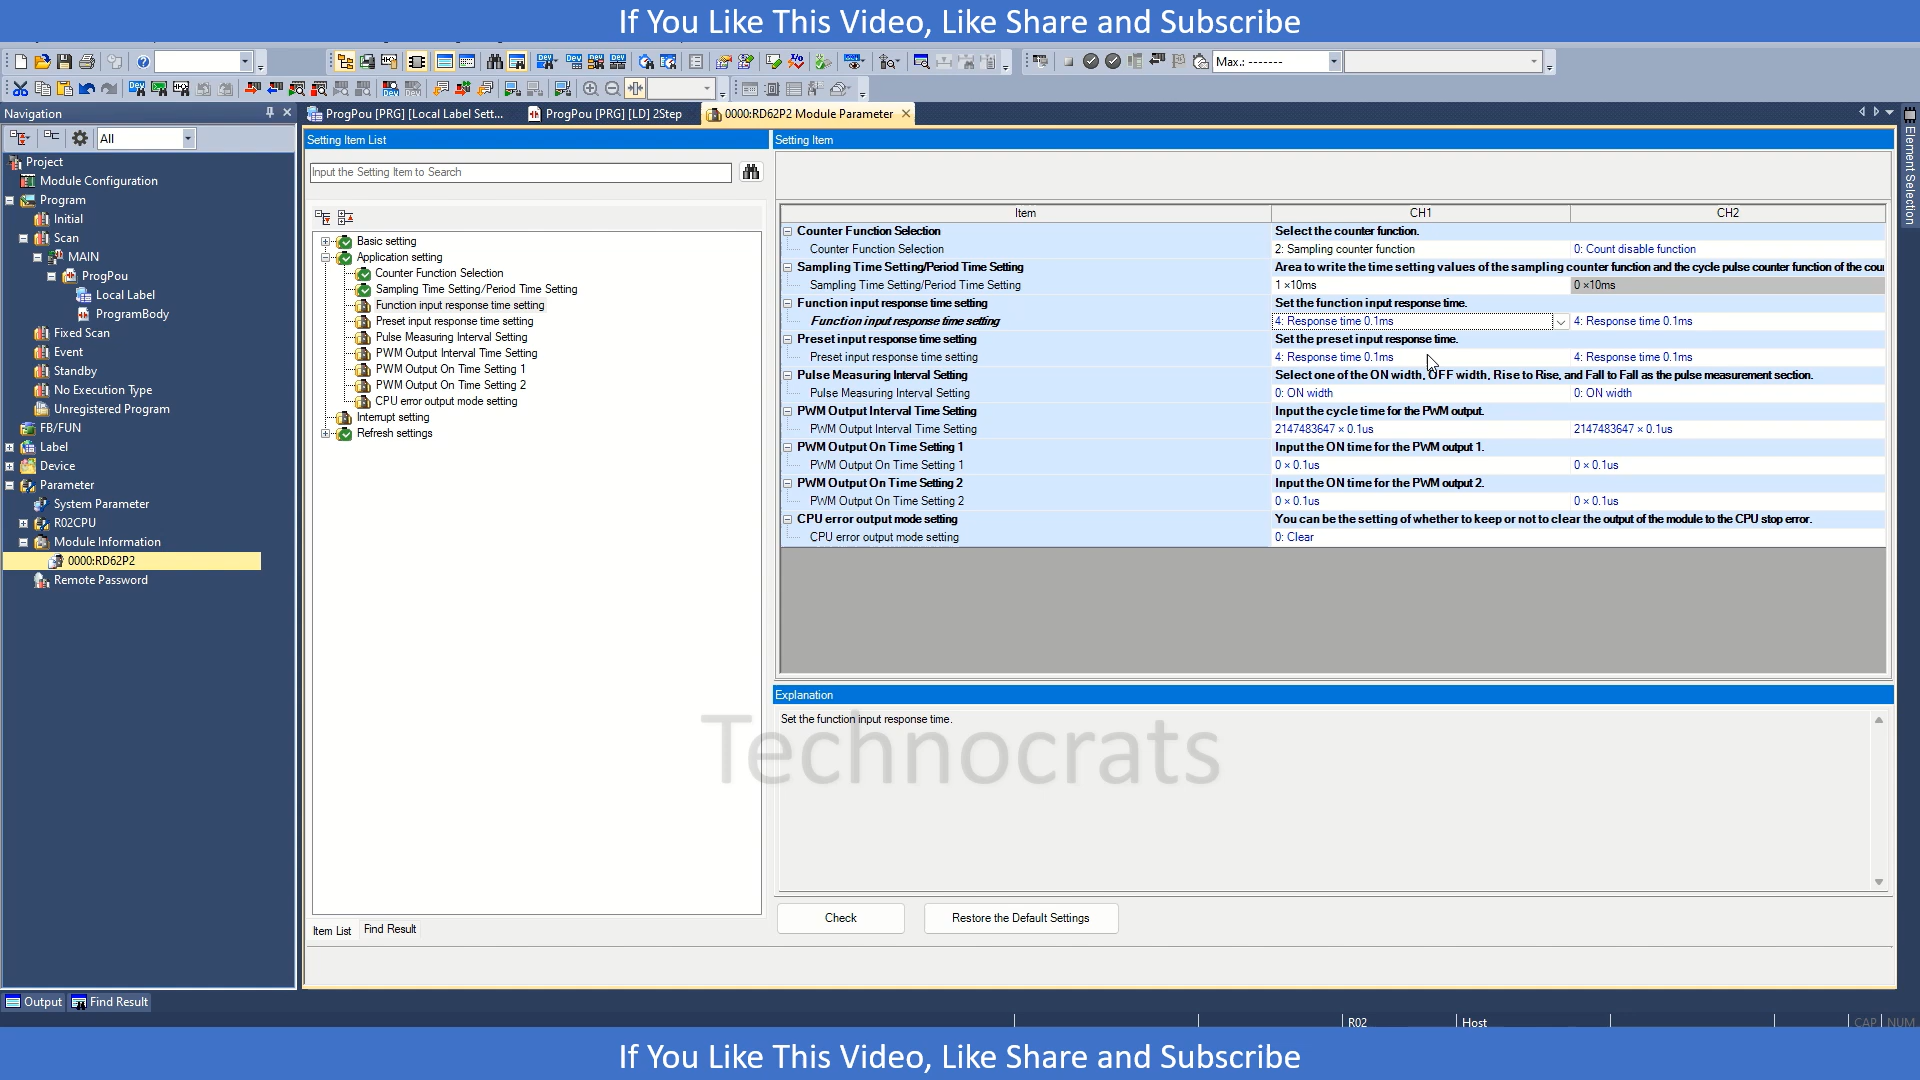 If You Like This Video, Like Share and Subscribe
Max.: -------
Navigation
ProgPou [PRG] [Local Label Sett...
ProgPou [PRG] [LD] 2Step
0000:RD62P2 Module Parameter
All
Project
Module Configuration
Program
Initial
Scan
MAIN
ProgPou
Local Label
ProgramBody
Fixed Scan
Event
Standby
No Execution Type
Unregistered Program
FB/FUN
Label
Device
Parameter
System Parameter
R02CPU
Module Information
0000:RD62P2
Remote Password
Setting Item List
Input the Setting Item to Search
Basic setting
Application setting
Counter Function Selection
Sampling Time Setting/Period Time Setting
Function input response time setting
Preset input response time setting
Pulse Measuring Interval Setting
PWM Output Interval Time Setting
PWM Output On Time Setting 1
PWM Output On Time Setting 2
CPU error output mode setting
Interrupt setting
Refresh settings
Item List
Find Result
Setting Item
Item CH1 CH2
Counter Function Selection Select the counter function.
Counter Function Selection 2: Sampling counter function 0: Count disable function
Sampling Time Setting/Period Time Setting Area to write the time setting values of the sampling counter function and the cycle pulse counter function of the cou
Sampling Time Setting/Period Time Setting 1 ×10ms 0 ×10ms
Function input response time setting Set the function input response time.
Function input response time setting 4: Response time 0.1ms 4: Response time 0.1ms
Preset input response time setting Set the preset input response time.
Preset input response time setting 4: Response time 0.1ms 4: Response time 0.1ms
Pulse Measuring Interval Setting Select one of the ON width, OFF width, Rise to Rise, and Fall to Fall as the pulse measurement section.
Pulse Measuring Interval Setting 0: ON width 0: ON width
PWM Output Interval Time Setting Input the cycle time for the PWM output.
PWM Output Interval Time Setting 2147483647 × 0.1us 2147483647 × 0.1us
PWM Output On Time Setting 1 Input the ON time for the PWM output 1.
PWM Output On Time Setting 1 0 × 0.1us 0 × 0.1us
PWM Output On Time Setting 2 Input the ON time for the PWM output 2.
PWM Output On Time Setting 2 0 × 0.1us 0 × 0.1us
CPU error output mode setting You can be the setting of whether to keep or not to clear the output of the module to the CPU stop error.
CPU error output mode setting 0: Clear
Explanation
Set the function input response time.
Technocrats
Check
Restore the Default Settings
Element Selection
Output
Find Result
R02
Host
CAP
NUM
If You Like This Video, Like Share and Subscribe